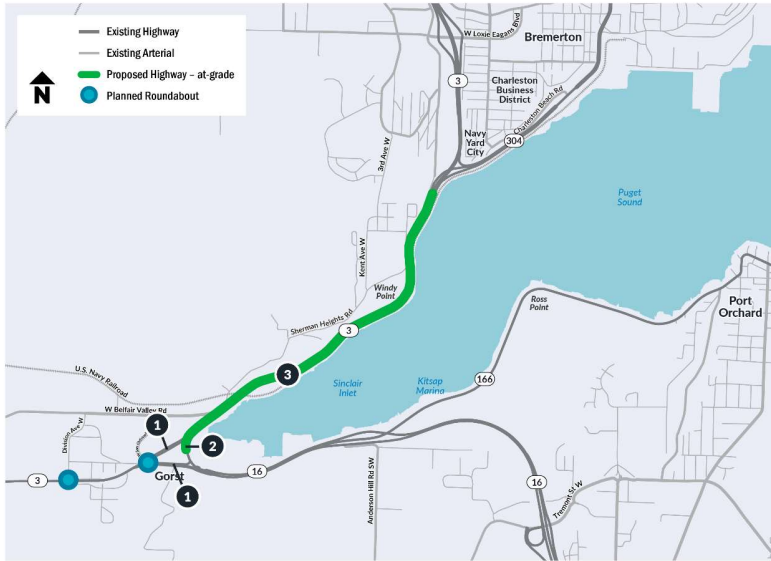 Existing Highway
Existing Arterial
Proposed Highway – at-grade
Planned Roundabout
N
W Loxie Eagans Blvd
Bremerton
3
Charleston
Business
District
Charleston Beach Rd
Navy
Yard
City
304
3rd Ave W
Puget
Sound
Kent Ave W
Windy
Point
Ross
Point
Port
Orchard
Sherman Heights Rd
3
U.S. Navy Railroad
3
Sinclair
Inlet
Kitsap
Marina
166
W Belfair Valley Rd
Division Ave W
1
2
16
3
Gorst
1
Anderson Hill Rd SW
16
Tremont St W